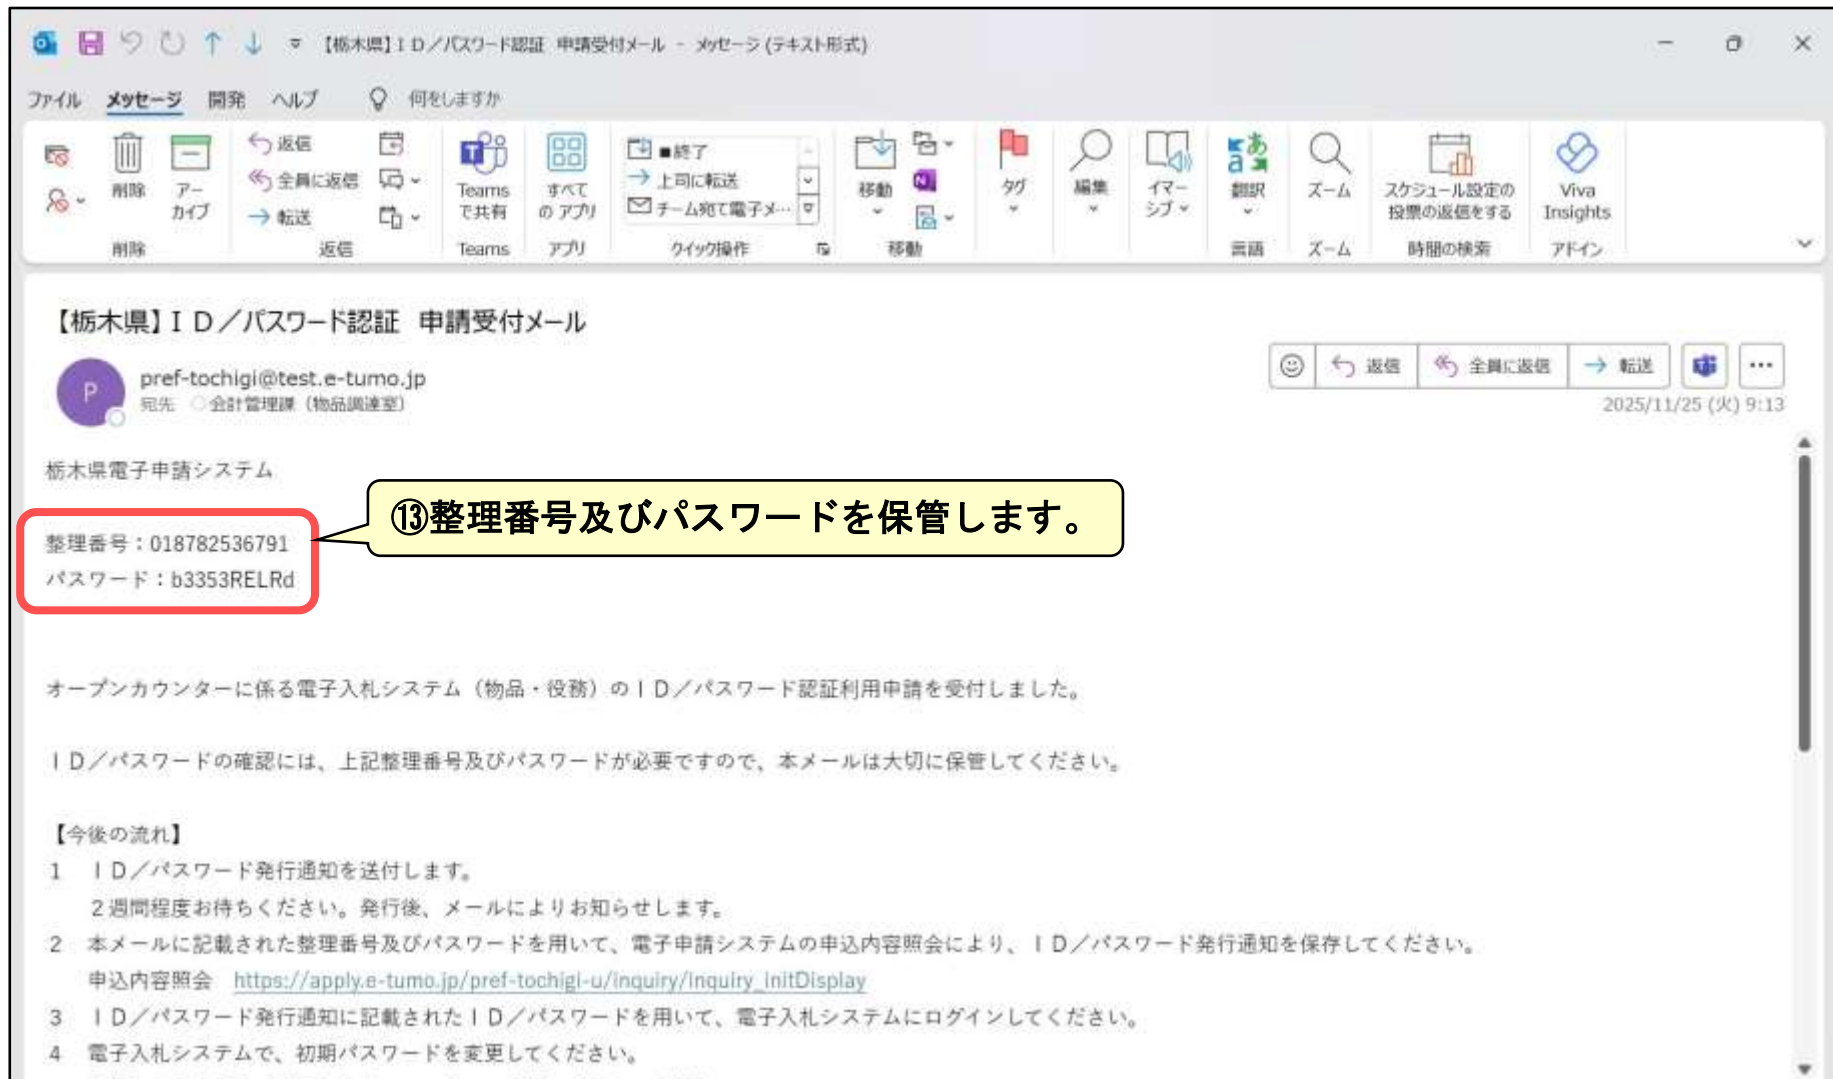 【栃木県】ＩＤ／パスワード認証　申請受付メール - メッセージ (テキスト形式)
ファイル メッセージ 開発 ヘルプ 何をしますか
削除
アーカイブ
返信
全員に返信
転送
Teams で共有
すべて の アプリ
■終了
上司に転送
チーム宛て電子メ…
移動
タグ
編集
イマーシブ
翻訳
ズーム
スケジュール設定の 投票の返信をする
Viva Insights
削除 返信 Teams アプリ クイック操作 移動 言語 ズーム 時間の検索 アドイン
【栃木県】ＩＤ／パスワード認証　申請受付メール
P
pref-tochigi@test.e-tumo.jp
宛先 ○会計管理課（物品調達室）
返信 全員に返信 転送 …
2025/11/25 (火) 9:13
栃木県電子申請システム
⑬整理番号及びパスワードを保管します。
整理番号：018782536791
パスワード：b3353RELRd
オープンカウンターに係る電子入札システム（物品・役務）のＩＤ／パスワード認証利用申請を受付しました。
ＩＤ／パスワードの確認には、上記整理番号及びパスワードが必要ですので、本メールは大切に保管してください。
【今後の流れ】
1　ＩＤ／パスワード発行通知を送付します。
２週間程度お待ちください。発行後、メールによりお知らせします。
2　本メールに記載された整理番号及びパスワードを用いて、電子申請システムの申込内容照会により、ＩＤ／パスワード発行通知を保存してください。
申込内容照会　https://apply.e-tumo.jp/pref-tochigi-u/inquiry/inquiry_initDisplay
3　ＩＤ／パスワード発行通知に記載されたＩＤ／パスワードを用いて、電子入札システムにログインしてください。
4　電子入札システムで、初期パスワードを変更してください。